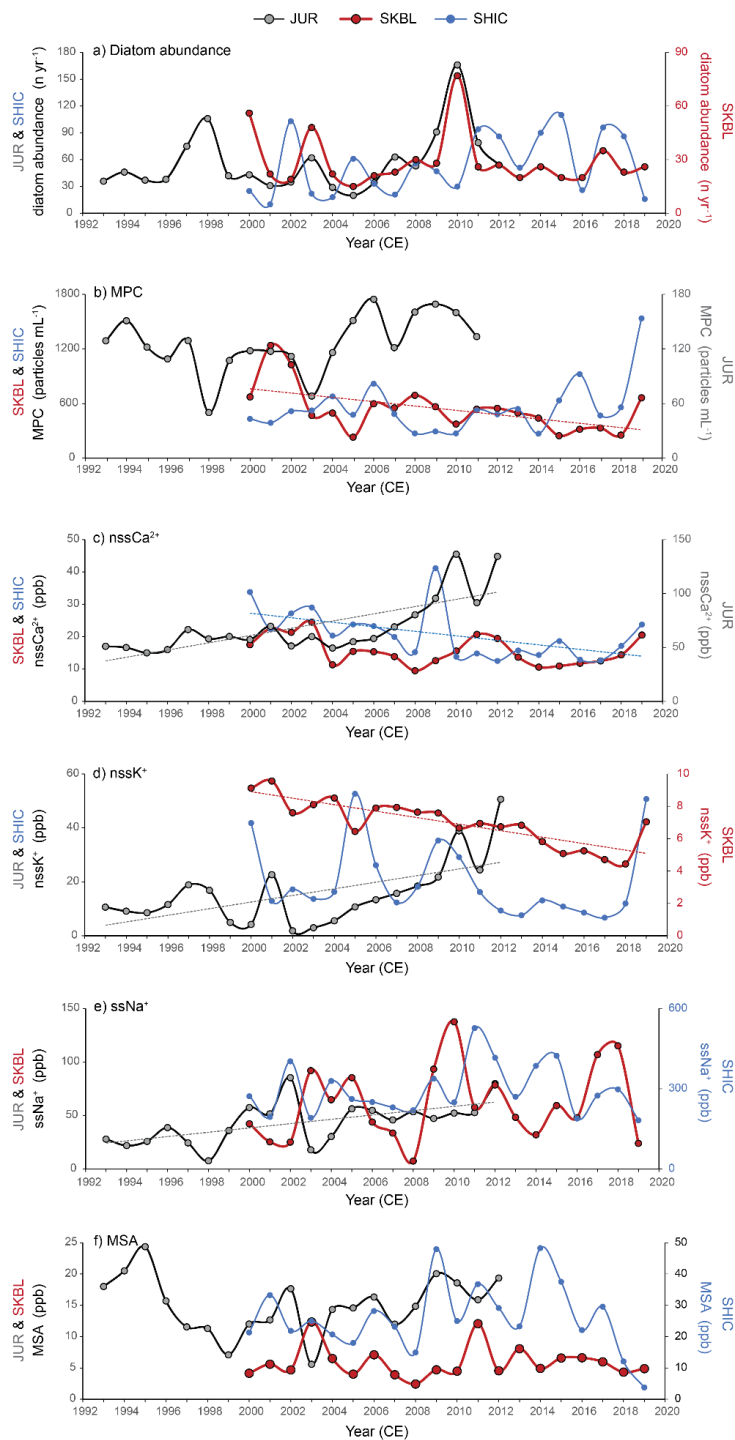 JUR SKBL SHIC
a) Diatom abundance
JUR & SHIC
diatom abundance (n yr⁻¹)
180
150
120
90
60
30
0
90
60
30
0
SKBL
diatom abundance (n yr⁻¹)
1992 1994 1996 1998 2000 2002 2004 2006 2008 2010 2012 2014 2016 2018 2020
Year (CE)
b) MPC
SKBL & SHIC
MPC (particles mL⁻¹)
1800
1200
600
0
180
120
60
0
JUR
MPC (particles mL⁻¹)
1992 1994 1996 1998 2000 2002 2004 2006 2008 2010 2012 2014 2016 2018 2020
Year (CE)
c) nssCa²⁺
SKBL & SHIC
nssCa²⁺ (ppb)
50
40
30
20
10
0
150
100
50
0
JUR
nssCa²⁺ (ppb)
1992 1994 1996 1998 2000 2002 2004 2006 2008 2010 2012 2014 2016 2018 2020
Year (CE)
d) nssK⁺
JUR & SHIC
nssK⁺ (ppb)
60
40
20
0
10
8
6
4
2
0
SKBL
nssK⁺ (ppb)
1992 1994 1996 1998 2000 2002 2004 2006 2008 2010 2012 2014 2016 2018 2020
Year (CE)
e) ssNa⁺
JUR & SKBL
ssNa⁺ (ppb)
150
100
50
0
600
300
0
SHIC
ssNa⁺ (ppb)
1992 1994 1996 1998 2000 2002 2004 2006 2008 2010 2012 2014 2016 2018 2020
Year (CE)
f) MSA
JUR & SKBL
MSA (ppb)
25
20
15
10
5
0
50
40
30
20
10
0
SHIC
MSA (ppb)
1992 1994 1996 1998 2000 2002 2004 2006 2008 2010 2012 2014 2016 2018 2020
Year (CE)